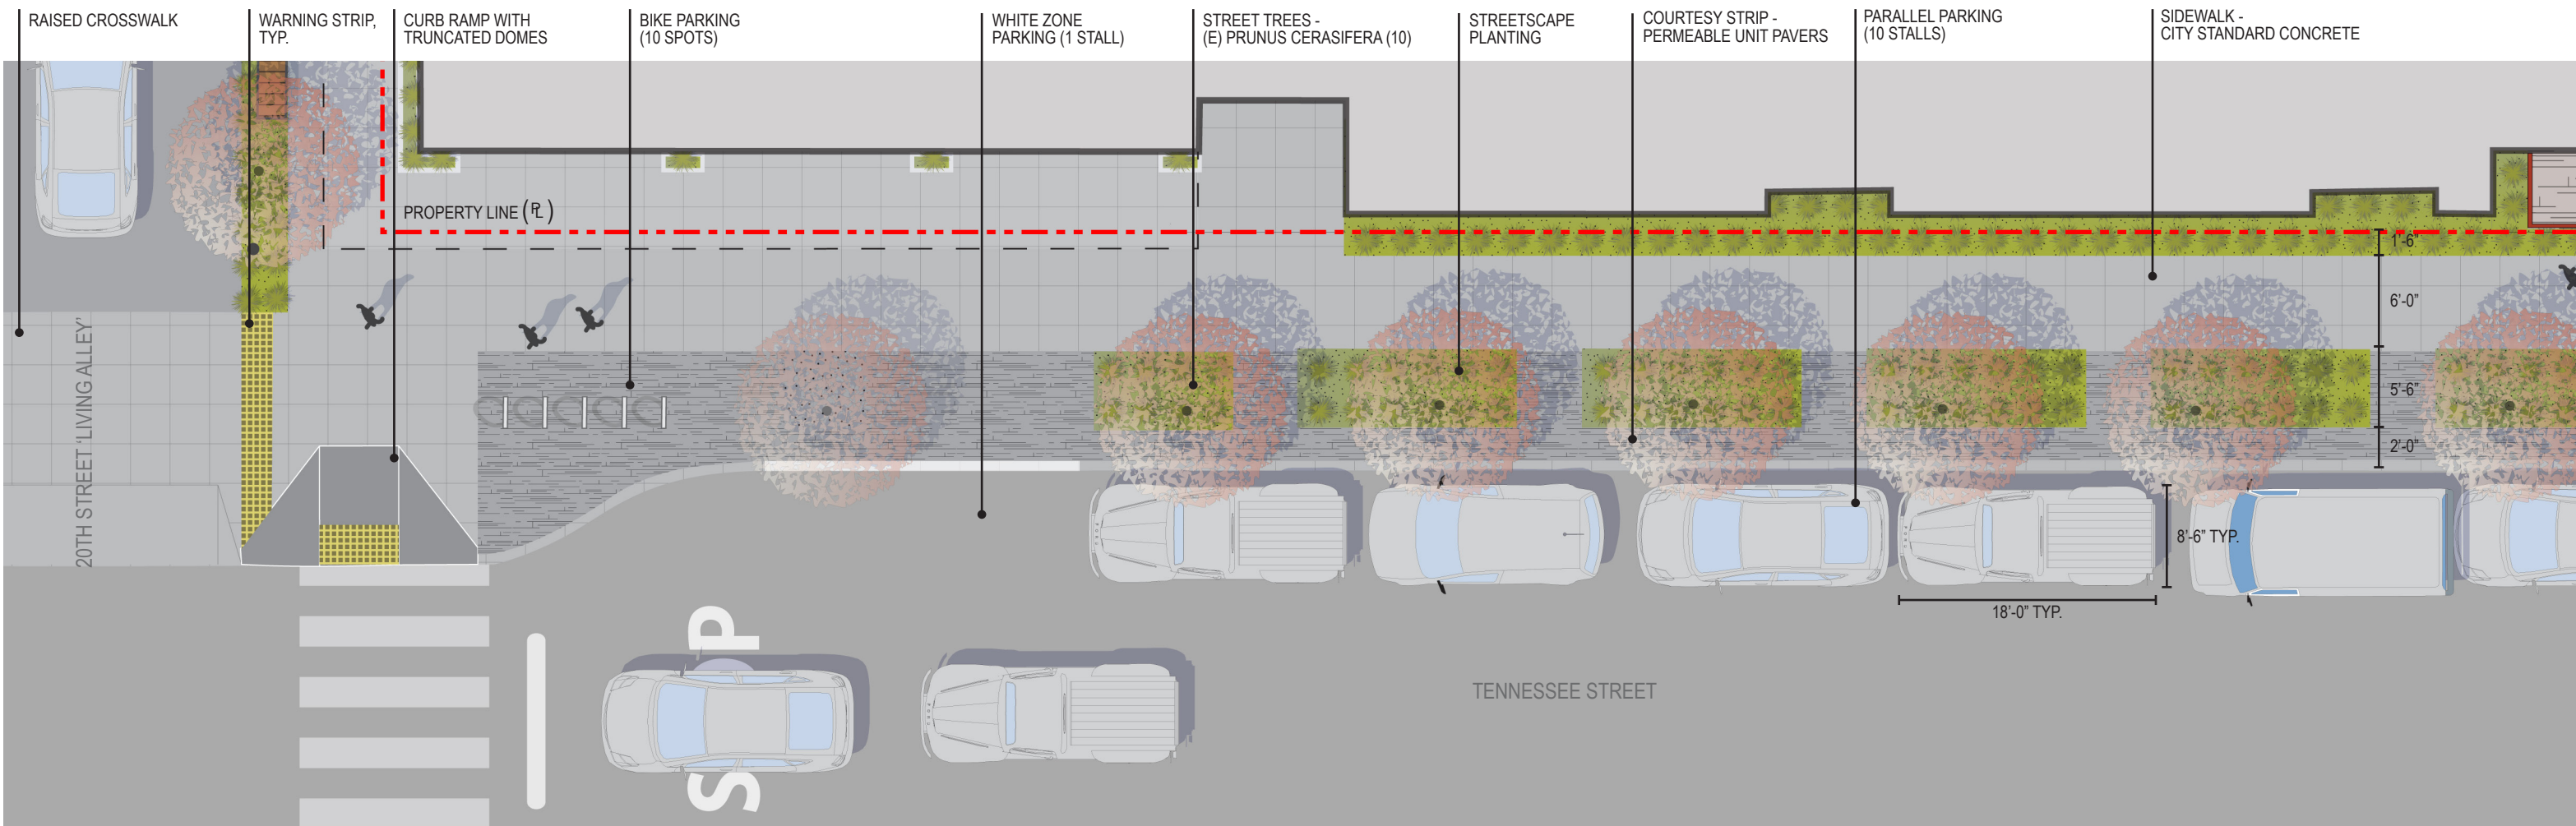 RAISED CROSSWALK
WARNING STRIP,
TYP.
CURB RAMP WITH
TRUNCATED DOMES
BIKE PARKING
(10 SPOTS)
WHITE ZONE
PARKING (1 STALL)
STREET TREES -
(E) PRUNUS CERASIFERA (10)
STREETSCAPE
PLANTING
COURTESY STRIP -
PERMEABLE UNIT PAVERS
PARALLEL PARKING
(10 STALLS)
SIDEWALK -
CITY STANDARD CONCRETE
PROPERTY LINE (PL)
1'-6"
6'-0"
5'-6"
2'-0"
20TH STREET 'LIVING ALLEY'
8'-6" TYP.
18'-0" TYP.
TENNESSEE STREET
S P